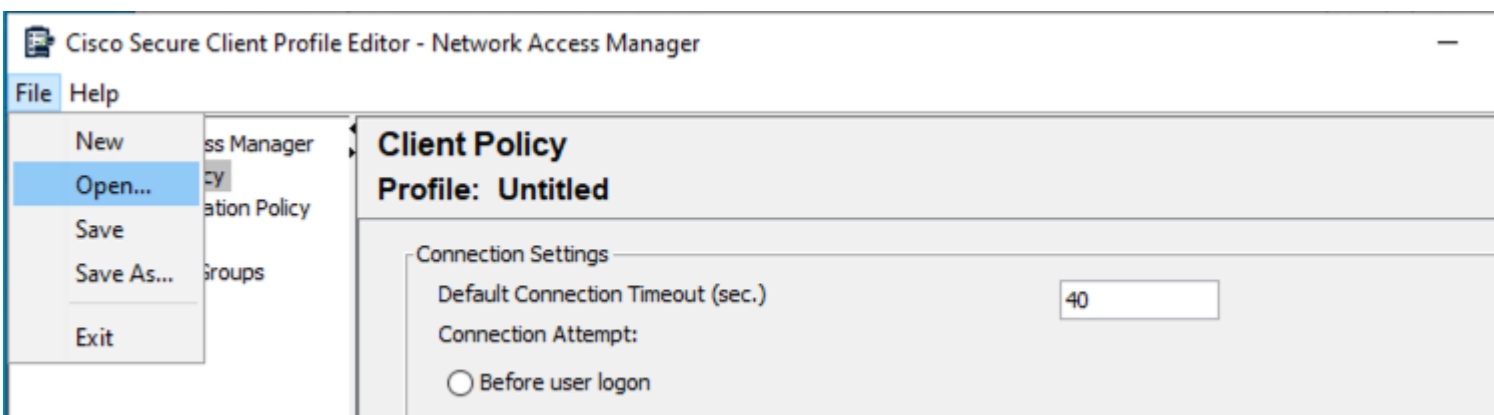 Cisco Secure Client Profile Editor - Network Access Manager
File Help
New
Open...
Save
Save As...
Exit
ss Manager
cy
ation Policy
Groups
Client Policy
Profile: Untitled
Connection Settings
Default Connection Timeout (sec.)
40
Connection Attempt:
Before user logon